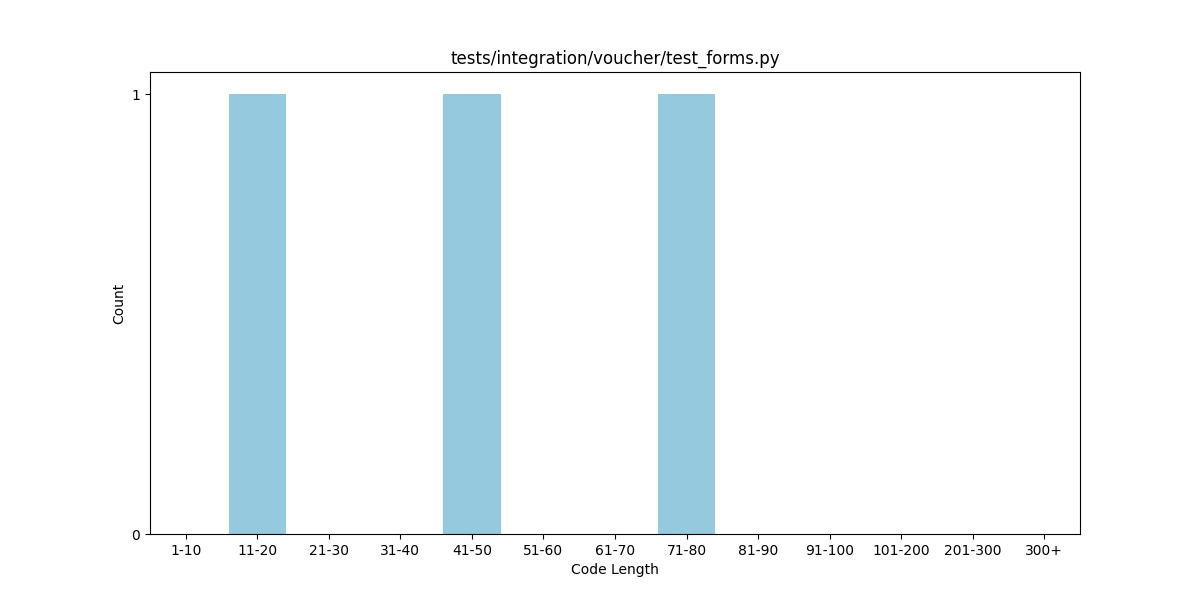 tests/integration/voucher/test_forms.py
Count
1
0
1-10 11-20 21-30 31-40 41-50 51-60 61-70 71-80 81-90 91-100 101-200 201-300 300+
Code Length